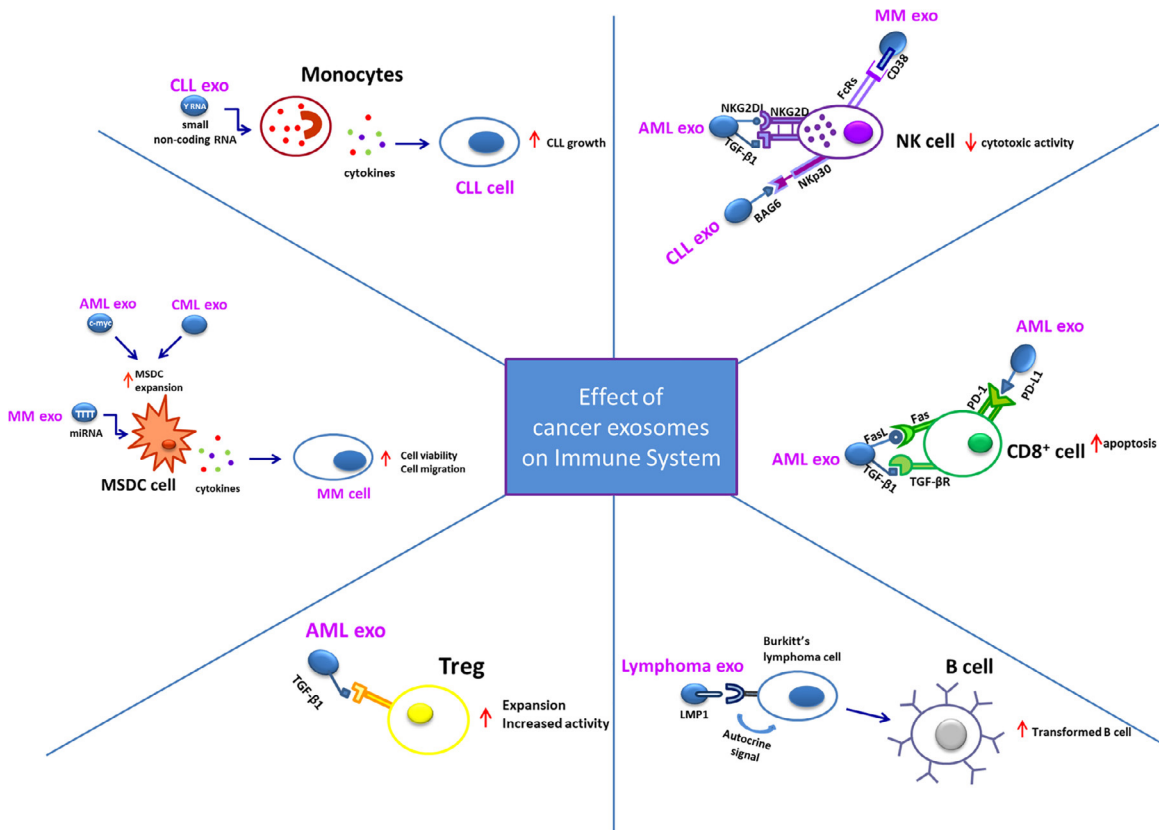 CLL exo
Monocytes
Y RNA
small
non-coding RNA
cytokines
CLL growth
CLL cell
MM exo
CD38
FcRs
NKG2DL
NKG2D
AML exo
TGF-β1
NK cell
cytotoxic activity
NKp30
BAG6
CLL exo
AML exo
CML exo
c-myc
MSDC
expansion
MM exo
TTTT
miRNA
MSDC cell
cytokines
Cell viability
Cell migration
MM cell
Effect of
cancer exosomes
on Immune System
AML exo
PD-1
PD-L1
Fas
FasL
AML exo
TGF-β1
TGF-βR
CD8⁺ cell
apoptosis
AML exo
Treg
TGF-β1
Expansion
Increased activity
Lymphoma exo
Burkitt's
lymphoma cell
B cell
LMP1
Autocrine
signal
Transformed B cell